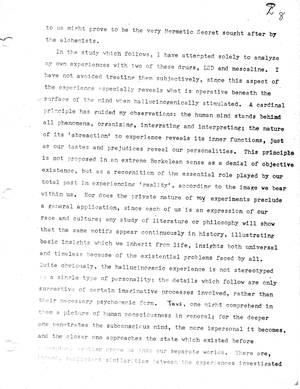 8
to us might prove to be the very Hermetic Secret sought after by
the alchemists.
In the study which follows, I have attempted solely to analyze
my own experiences with two of these drugs, LSD and mescaline. I
have not avoided treating them subjectively, since this aspect of
the experience especially reveals what is operative beneath the
surface of the mind when hallucinogenically stimulated. A cardinal
principle has guided my observations: the human mind stands behind
all phenomena, organizing, integrating and interpreting; the nature
of its 'abreaction' to experience reveals its inner functions, just
as our tastes and prejudices reveal our personalities. This principle
is not proposed in an extreme Berkelean sense as a denial of objective
existence, but as a recognition of the essential role played by our
total past in experiencing 'reality', according to the image we bear
within us. Nor does the private nature of my experiments preclude
a general application, since each of us is an expression of our
race and culture; any study of literature or philosophy will show
that the same motifs appear continuously in history, illustrating
basic insights which we inherit from life, insights both universal
and timeless because of the existential problems faced by all.
Quite obviously, the hallucinogenic experience is not stereotyped
to a single type of personality; the details which follow are only
suggestive of certain imaginative processes involved, rather than
their necessary psychodramatic form. Thus, one might comprehend in
them a picture of human consciousness in general; for the deeper
one penetrates the subconscious mind, the more impersonal it becomes,
and the closer one approaches the state which existed before
our separate worlds. There are,
similarities between the experiences investigated